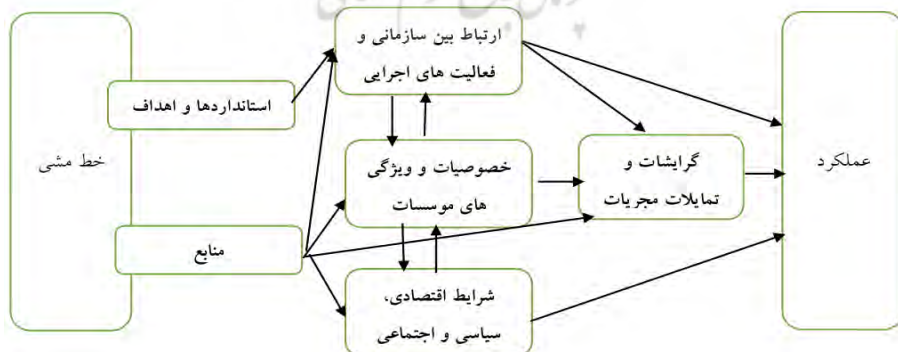 ارتباط بین سازمانی و
فعالیت های اجرایی
استانداردها و اهداف
خط مشی
خصوصیات و ویژگی
های موسسات
گرایشات و
تمایلات مجریات
عملکرد
منابع
شرایط اقتصادی،
سیاسی و اجتماعی